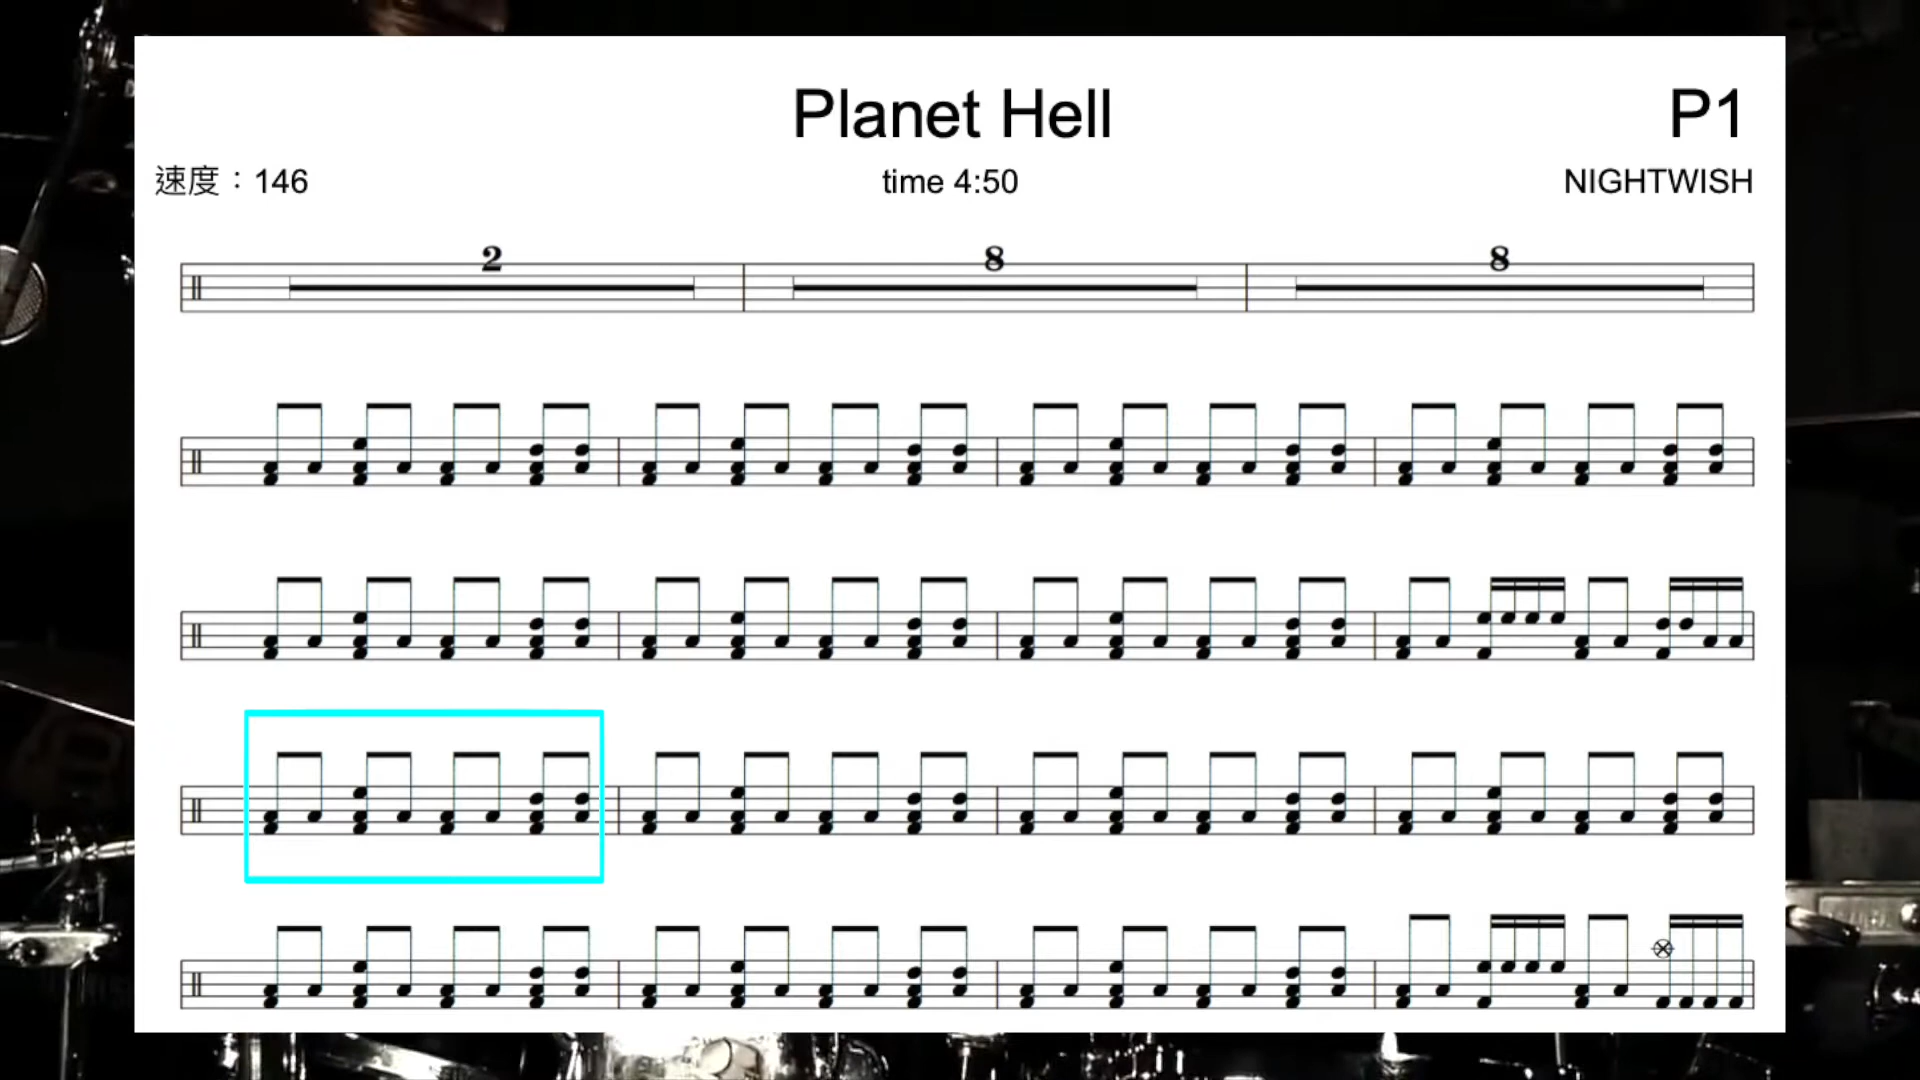 Planet Hell
P1
速度：146
time 4:50
NIGHTWISH
2
8
8